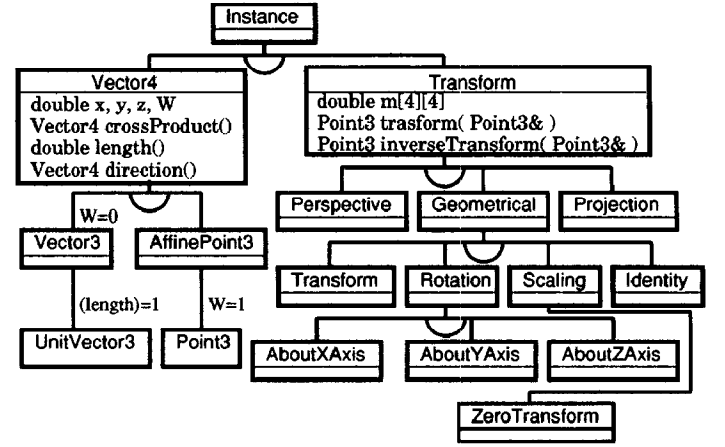 Instance
Vector4
double x, y, z, W
Vector4 crossProduct()
double length()
Vector4 direction()
Transform
double m[4][4]
Point3 trasform( Point3& )
Point3 inverseTransform( Point3& )
W=0
Vector3
AffinePoint3
Perspective
Geometrical
Projection
(length)=1
W=1
Transform
Rotation
Scaling
Identity
UnitVector3
Point3
AboutXAxis
AboutYAxis
AboutZAxis
ZeroTransform